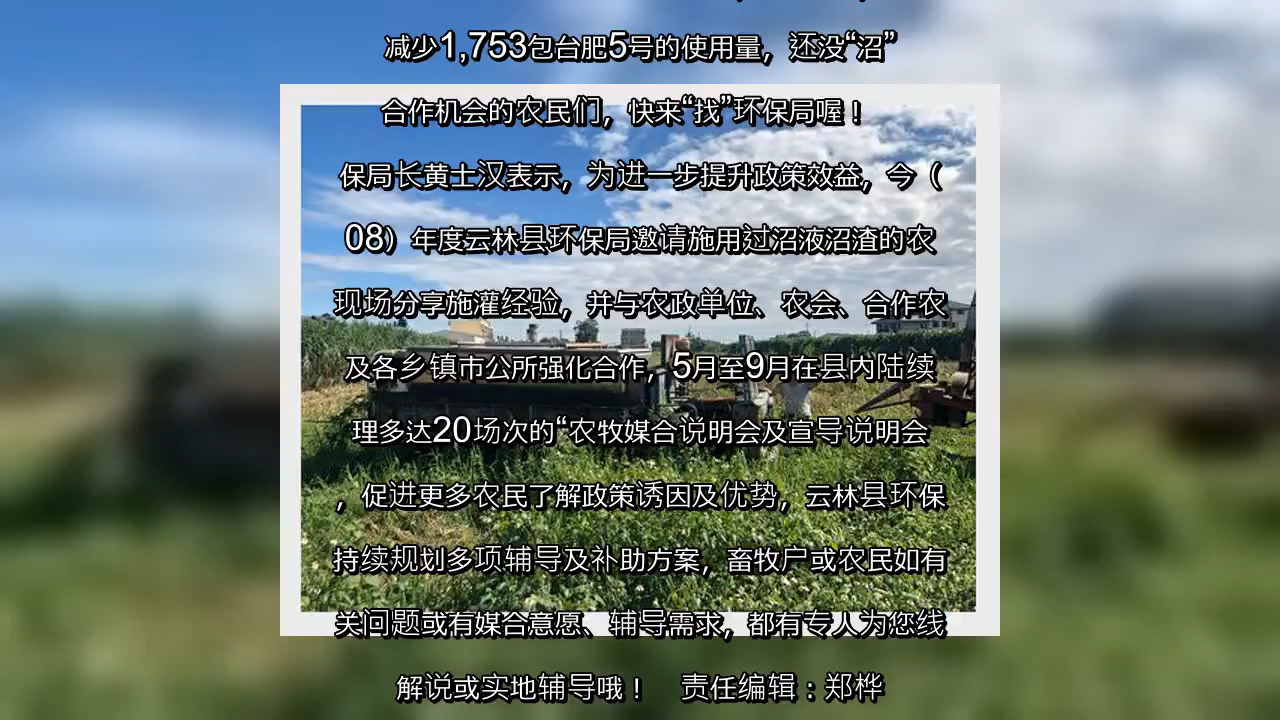 减少1,753包台肥5号的使用量，还没“沼”
合作机会的农民们，快来“找”环保局喔！
保局长黄士汉表示，为进一步提升政策效益，今（
08）年度云林县环保局邀请施用过沼液沼渣的农
现场分享施灌经验，并与农政单位、农会、合作农
及各乡镇市公所强化合作，5月至9月在县内陆续
理多达20场次的“农牧媒合说明会及宣导说明会
，促进更多农民了解政策诱因及优势，云林县环保
持续规划多项辅导及补助方案，畜牧户或农民如有
关问题或有媒合意愿、辅导需求，都有专人为您线
解说或实地辅导哦！ 责任编辑：郑桦